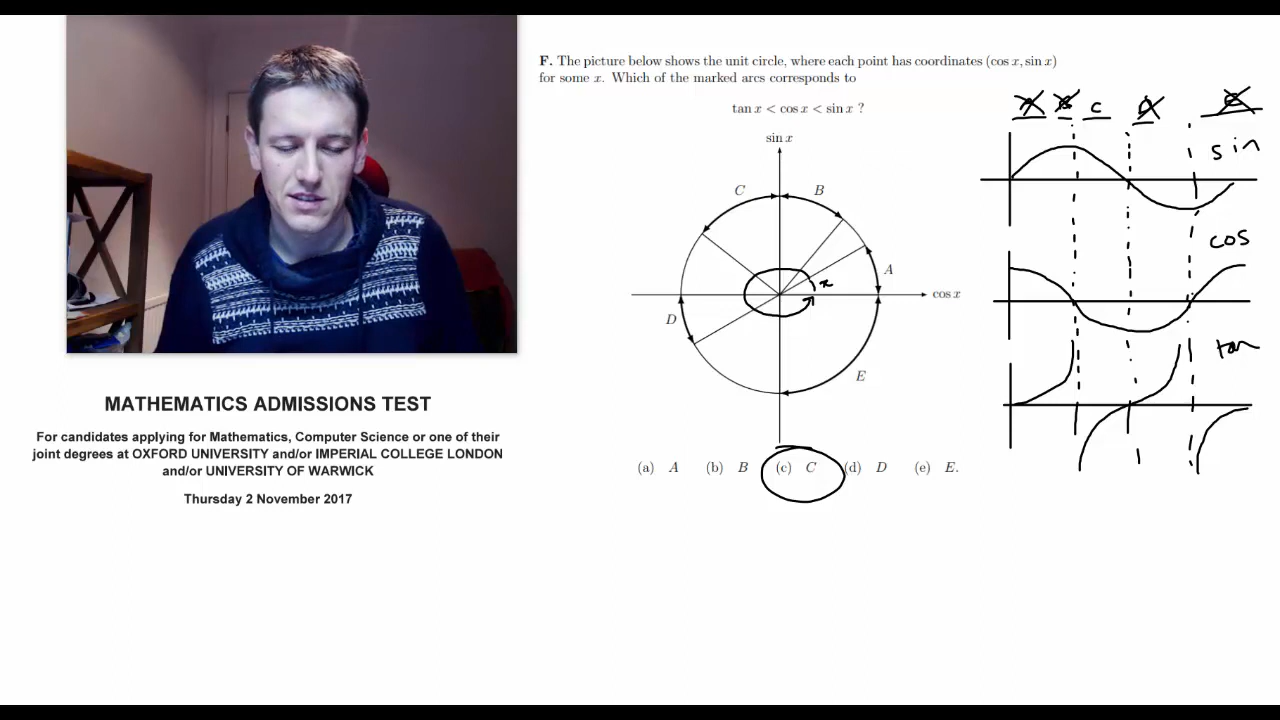 F. The picture below shows the unit circle, where each point has coordinates (cos x, sin x)
for some x. Which of the marked arcs corresponds to
tan x < cos x < sin x ?
sin x
C
B
A
cos x
x
D
E
(a) A (b) B (c) C (d) D (e) E.
A B C D E
sin
cos
tan
MATHEMATICS ADMISSIONS TEST
For candidates applying for Mathematics, Computer Science or one of their
joint degrees at OXFORD UNIVERSITY and/or IMPERIAL COLLEGE LONDON
and/or UNIVERSITY OF WARWICK
Thursday 2 November 2017